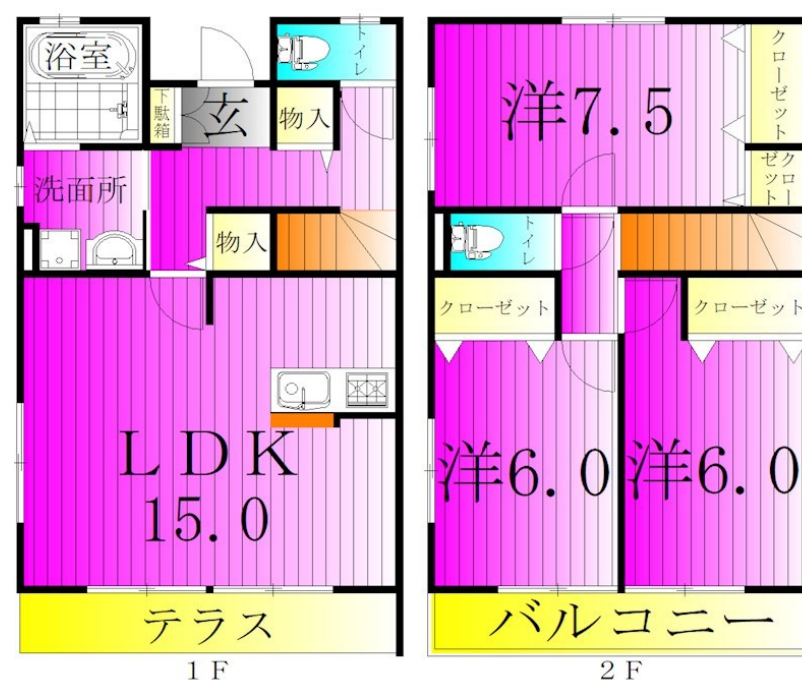 浴室
トイレ
下駄箱
玄
物入
洗面所
物入
LDK
15.0
テラス
1F
洋7.5
クローゼット
クローゼット
トイレ
クローゼット
クローゼット
洋6.0
洋6.0
バルコニー
2F